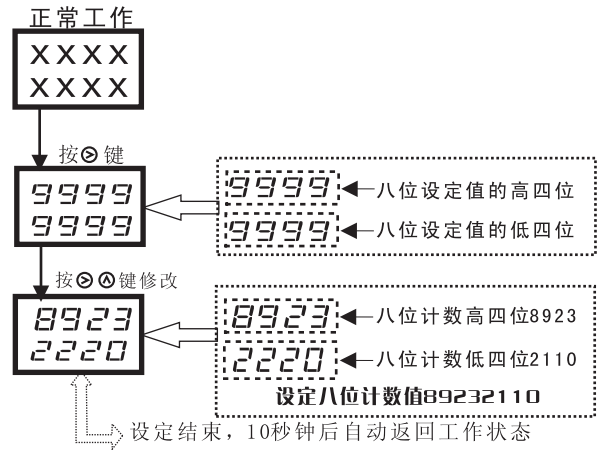 正常工作
XXXX
XXXX
按键
9999
9999
9999 八位设定值的高四位
9999 八位设定值的低四位
按键修改
8923
2220
8923 八位计数高四位8923
2220 八位计数低四位2110
设定八位计数值89232110
设定结束，10秒钟后自动返回工作状态